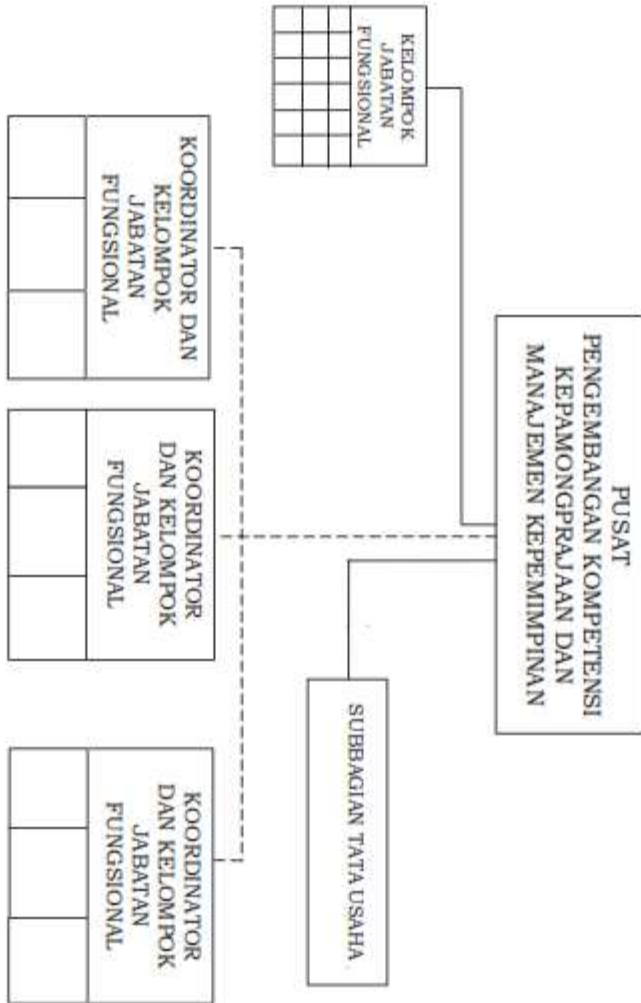 PUSAT
PENGEMBANGAN KOMPETENSI
KEPAMONGPRAJAAN DAN
MANAJEMEN KEPEMIMPINAN
KELOMPOK
JABATAN
FUNGSIONAL
SUBBAGIAN TATA USAHA
KOORDINATOR DAN
KELOMPOK
JABATAN
FUNGSIONAL
KOORDINATOR
DAN KELOMPOK
JABATAN
FUNGSIONAL
KOORDINATOR
DAN KELOMPOK
JABATAN
FUNGSIONAL